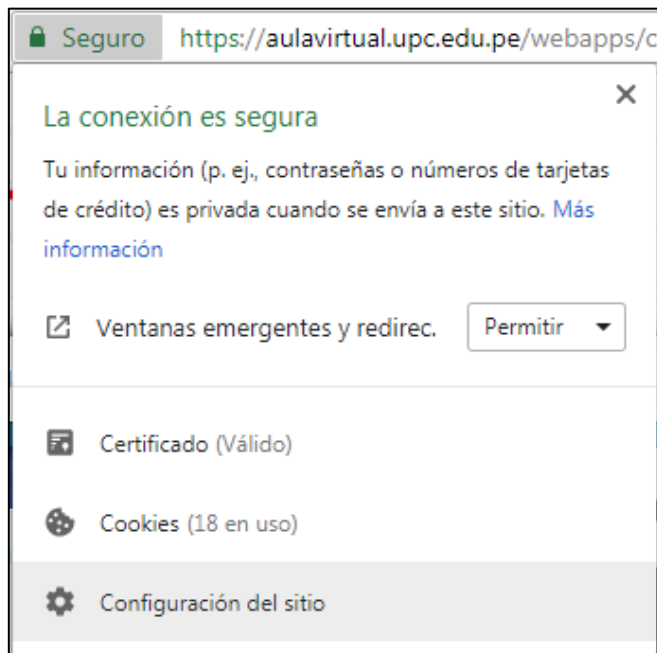 Seguro https://aulavirtual.upc.edu.pe/webapps/c
La conexión es segura
Tu información (p. ej., contraseñas o números de tarjetas
de crédito) es privada cuando se envía a este sitio. Más
información
Ventanas emergentes y redirec. Permitir
Certificado (Válido)
Cookies (18 en uso)
Configuración del sitio